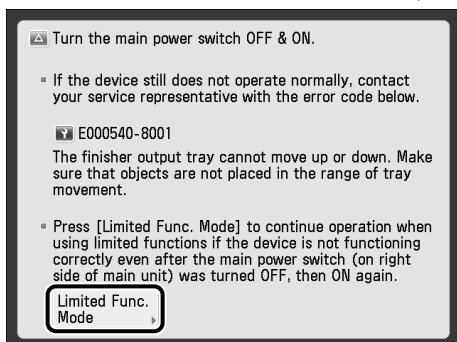 Turn the main power switch OFF & ON.
If the device still does not operate normally, contact
your service representative with the error code below.
E000540-8001
The finisher output tray cannot move up or down. Make
sure that objects are not placed in the range of tray
movement.
Press [Limited Func. Mode] to continue operation when
using limited functions if the device is not functioning
correctly even after the main power switch (on right
side of main unit) was turned OFF, then ON again.
Limited Func.
Mode